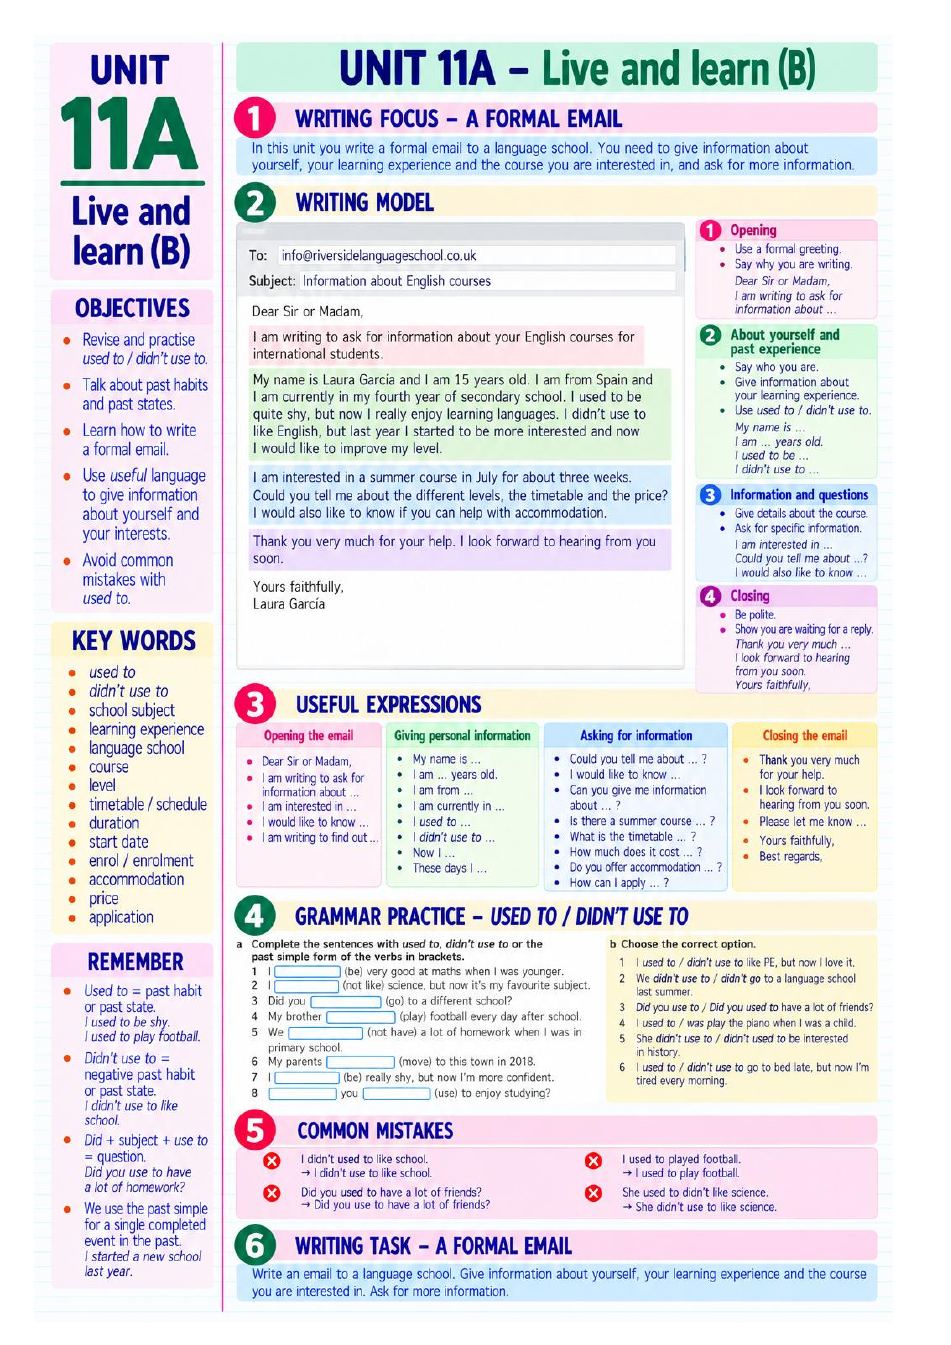 UNIT
11A
Live and
learn (B)
OBJECTIVES
• Revise and practise
used to / didn't use to.
• Talk about past habits
and past states.
• Learn how to write
a formal email.
• Use useful language
to give information
about yourself and
your interests.
• Avoid common
mistakes with
used to.
KEY WORDS
• used to
• didn't use to
• school subject
• learning experience
• language school
• course
• level
• timetable / schedule
• duration
• start date
• enrol / enrolment
• accommodation
• price
• application
REMEMBER
• Used to = past habit
or past state.
I used to be shy.
I used to play football.
• Didn't use to =
negative past habit
or past state.
I didn't use to like
school.
• Did + subject + use to
= question.
Did you use to have
a lot of homework?
• We use the past simple
for a single completed
event in the past.
I started a new school
last year.
UNIT 11A – Live and learn (B)
1 WRITING FOCUS – A FORMAL EMAIL
In this unit you write a formal email to a language school. You need to give information about
yourself, your learning experience and the course you are interested in, and ask for more information.
2 WRITING MODEL
To: info@riversidelanguageschool.co.uk
Subject: Information about English courses
Dear Sir or Madam,
I am writing to ask for information about your English courses for
international students.
My name is Laura García and I am 15 years old. I am from Spain and
I am currently in my fourth year of secondary school. I used to be
quite shy, but now I really enjoy learning languages. I didn't use to
like English, but last year I started to be more interested and now
I would like to improve my level.
I am interested in a summer course in July for about three weeks.
Could you tell me about the different levels, the timetable and the price?
I would also like to know if you can help with accommodation.
Thank you very much for your help. I look forward to hearing from you
soon.
Yours faithfully,
Laura García
1 Opening
• Use a formal greeting.
• Say why you are writing.
Dear Sir or Madam,
I am writing to ask for
information about ...
2 About yourself and
past experience
• Say who you are.
• Give information about
your learning experience.
• Use used to / didn't use to.
My name is ...
I am ... years old.
I used to be ...
I didn't use to ...
3 Information and questions
• Give details about the course.
• Ask for specific information.
I am interested in ...
Could you tell me about ...?
I would also like to know ...
4 Closing
• Be polite.
• Show you are waiting for a reply.
Thank you very much ...
I look forward to hearing
from you soon.
Yours faithfully,
3 USEFUL EXPRESSIONS
Opening the email
• Dear Sir or Madam,
• I am writing to ask for
information about ...
• I am interested in ...
• I would like to know ...
• I am writing to find out ...
Giving personal information
• My name is ...
• I am ... years old.
• I am from ...
• I am currently in ...
• I used to ...
• I didn't use to ...
• Now I ...
• These days I ...
Asking for information
• Could you tell me about ... ?
• I would like to know ...
• Can you give me information
about ... ?
• Is there a summer course ... ?
• What is the timetable ... ?
• How much does it cost ... ?
• Do you offer accommodation ... ?
• How can I apply ... ?
Closing the email
• Thank you very much
for your help.
• I look forward to
hearing from you soon.
• Please let me know ...
• Yours faithfully,
• Best regards,
4 GRAMMAR PRACTICE – USED TO / DIDN'T USE TO
a Complete the sentences with used to, didn't use to or the
past simple form of the verbs in brackets.
1 I (be) very good at maths when I was younger.
2 I (not like) science, but now it's my favourite subject.
3 Did you (go) to a different school?
4 My brother (play) football every day after school.
5 We (not have) a lot of homework when I was in
primary school.
6 My parents (move) to this town in 2018.
7 I (be) really shy, but now I'm more confident.
8 you (use) to enjoy studying?
b Choose the correct option.
1 I used to / didn't use to like PE, but now I love it.
2 We didn't use to / didn't go to a language school
last summer.
3 Did you use to / Did you used to have a lot of friends?
4 I used to / was play the piano when I was a child.
5 She didn't use to / didn't used to be interested
in history.
6 I used to / didn't use to go to bed late, but now I'm
tired every morning.
5 COMMON MISTAKES
I didn't used to like school.
→ I didn't use to like school.
Did you used to have a lot of friends?
→ Did you use to have a lot of friends?
I used to played football.
→ I used to play football.
She used to didn't like science.
→ She didn't use to like science.
6 WRITING TASK – A FORMAL EMAIL
Write an email to a language school. Give information about yourself, your learning experience and the course
you are interested in. Ask for more information.